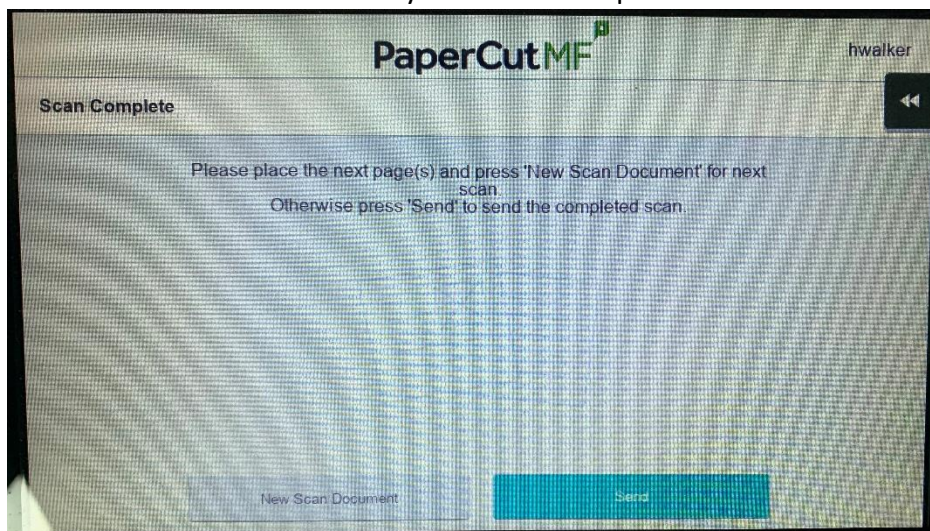 PaperCutMF
hwalker
Scan Complete
Please place the next page(s) and press 'New Scan Document' for next
scan.
Otherwise press 'Send' to send the completed scan.
New Scan Document
Send